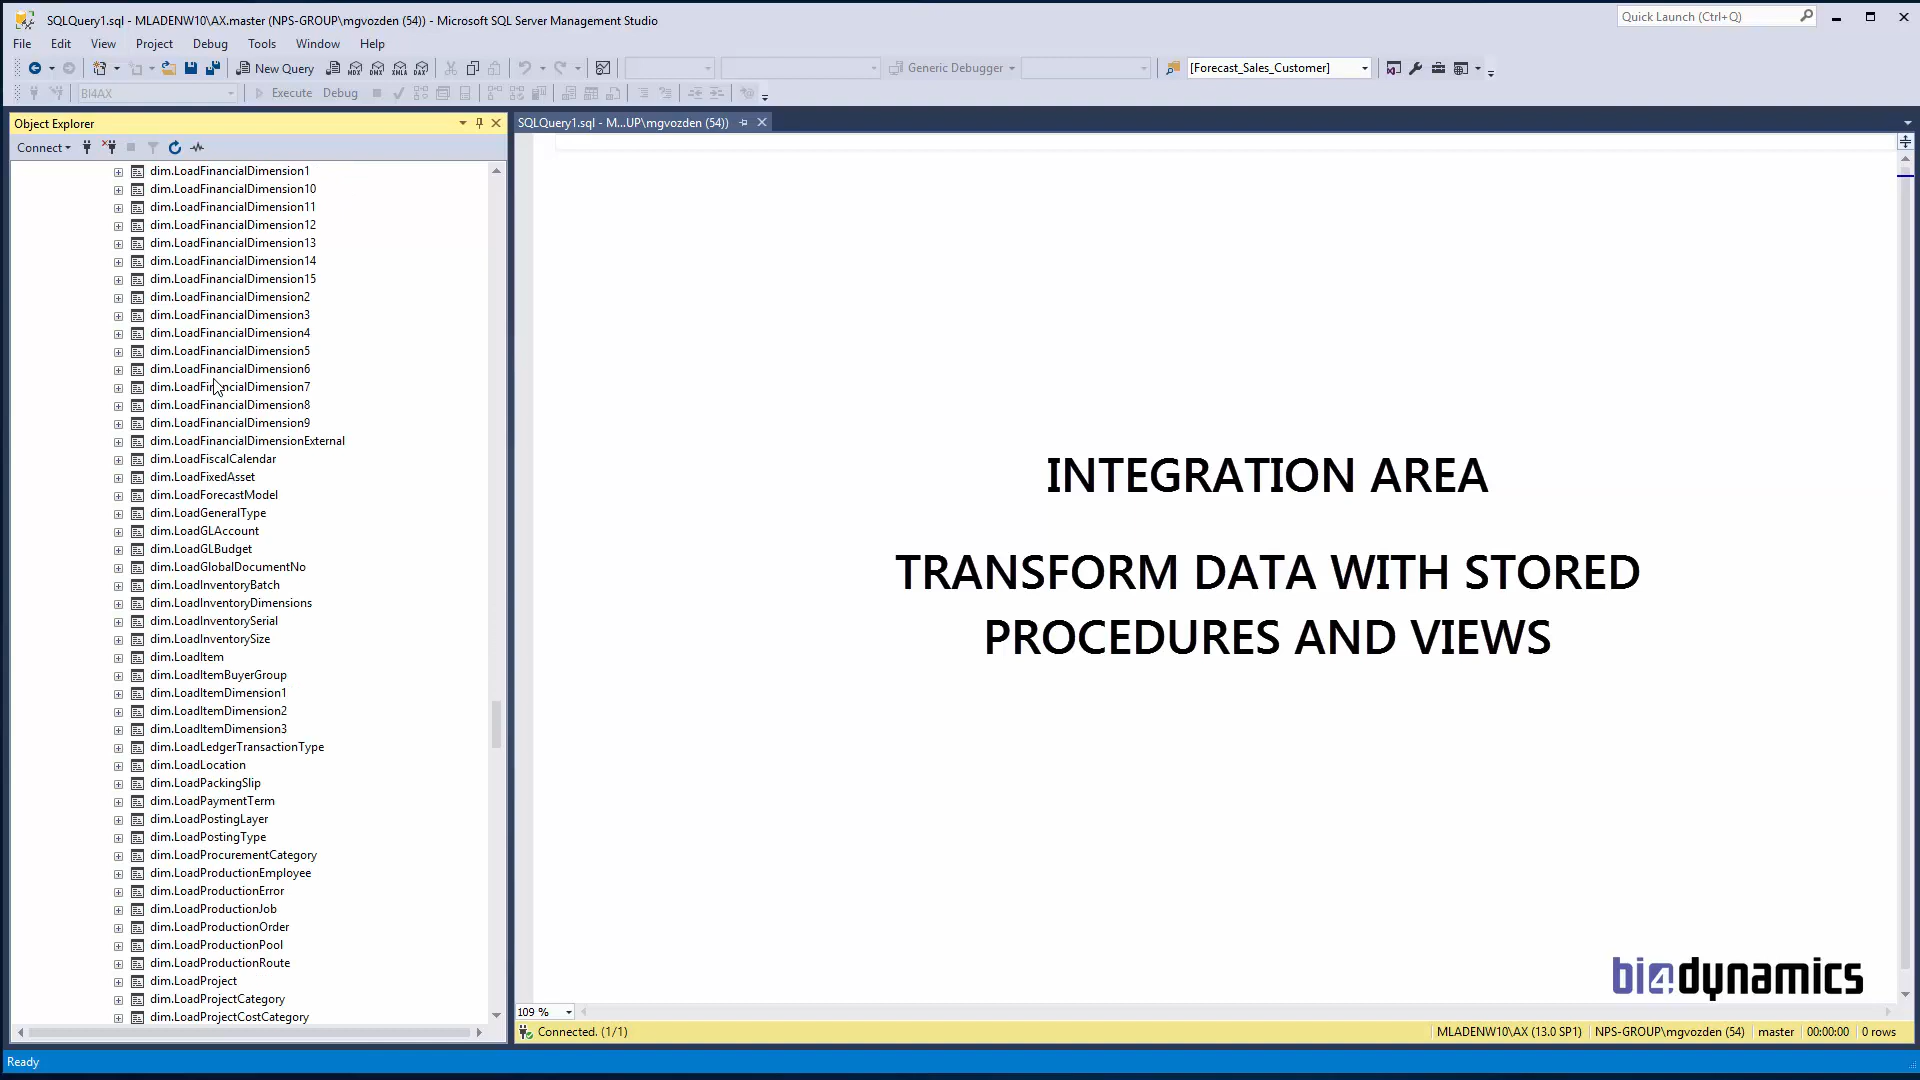 SQLQuery1.sql - MLADENW10\AX.master (NPS-GROUP\mgvozden (54)) - Microsoft SQL Server Management Studio
Quick Launch (Ctrl+Q)
File Edit View Project Debug Tools Window Help
New Query MDX DMX XMLA DAX Generic Debugger [Forecast_Sales_Customer]
BI4AX Execute Debug
Object Explorer
SQLQuery1.sql - M...UP\mgvozden (54))
Connect
dim.LoadFinancialDimension1
dim.LoadFinancialDimension10
dim.LoadFinancialDimension11
dim.LoadFinancialDimension12
dim.LoadFinancialDimension13
dim.LoadFinancialDimension14
dim.LoadFinancialDimension15
dim.LoadFinancialDimension2
dim.LoadFinancialDimension3
dim.LoadFinancialDimension4
dim.LoadFinancialDimension5
dim.LoadFinancialDimension6
dim.LoadFinancialDimension7
dim.LoadFinancialDimension8
dim.LoadFinancialDimension9
dim.LoadFinancialDimensionExternal
dim.LoadFiscalCalendar
dim.LoadFixedAsset
dim.LoadForecastModel
dim.LoadGeneralType
dim.LoadGLAccount
dim.LoadGLBudget
dim.LoadGlobalDocumentNo
dim.LoadInventoryBatch
dim.LoadInventoryDimensions
dim.LoadInventorySerial
dim.LoadInventorySize
dim.LoadItem
dim.LoadItemBuyerGroup
dim.LoadItemDimension1
dim.LoadItemDimension2
dim.LoadItemDimension3
dim.LoadLedgerTransactionType
dim.LoadLocation
dim.LoadPackingSlip
dim.LoadPaymentTerm
dim.LoadPostingLayer
dim.LoadPostingType
dim.LoadProcurementCategory
dim.LoadProductionEmployee
dim.LoadProductionError
dim.LoadProductionJob
dim.LoadProductionOrder
dim.LoadProductionPool
dim.LoadProductionRoute
dim.LoadProject
dim.LoadProjectCategory
dim.LoadProjectCostCategory
INTEGRATION AREA
TRANSFORM DATA WITH STORED
PROCEDURES AND VIEWS
bi4dynamics
109 %
Connected. (1/1) MLADENW10\AX (13.0 SP1) NPS-GROUP\mgvozden (54) master 00:00:00 0 rows
Ready